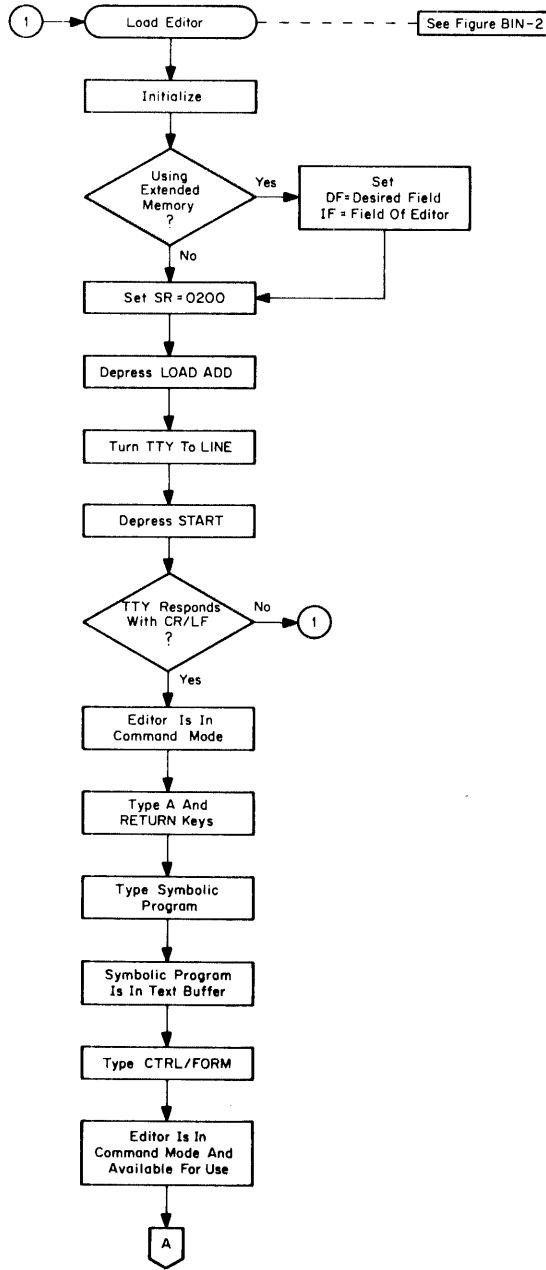 1
Load Editor
See Figure BIN-2
Initialize
Using
Extended
Memory
?
Yes
Set
DF=Desired Field
IF = Field Of Editor
No
Set SR = 0200
Depress LOAD ADD
Turn TTY To LINE
Depress START
TTY Responds
With CR/LF
?
No
1
Yes
Editor Is In
Command Mode
Type A And
RETURN Keys
Type Symbolic
Program
Symbolic Program
Is In Text Buffer
Type CTRL/FORM
Editor Is In
Command Mode And
Available For Use
A